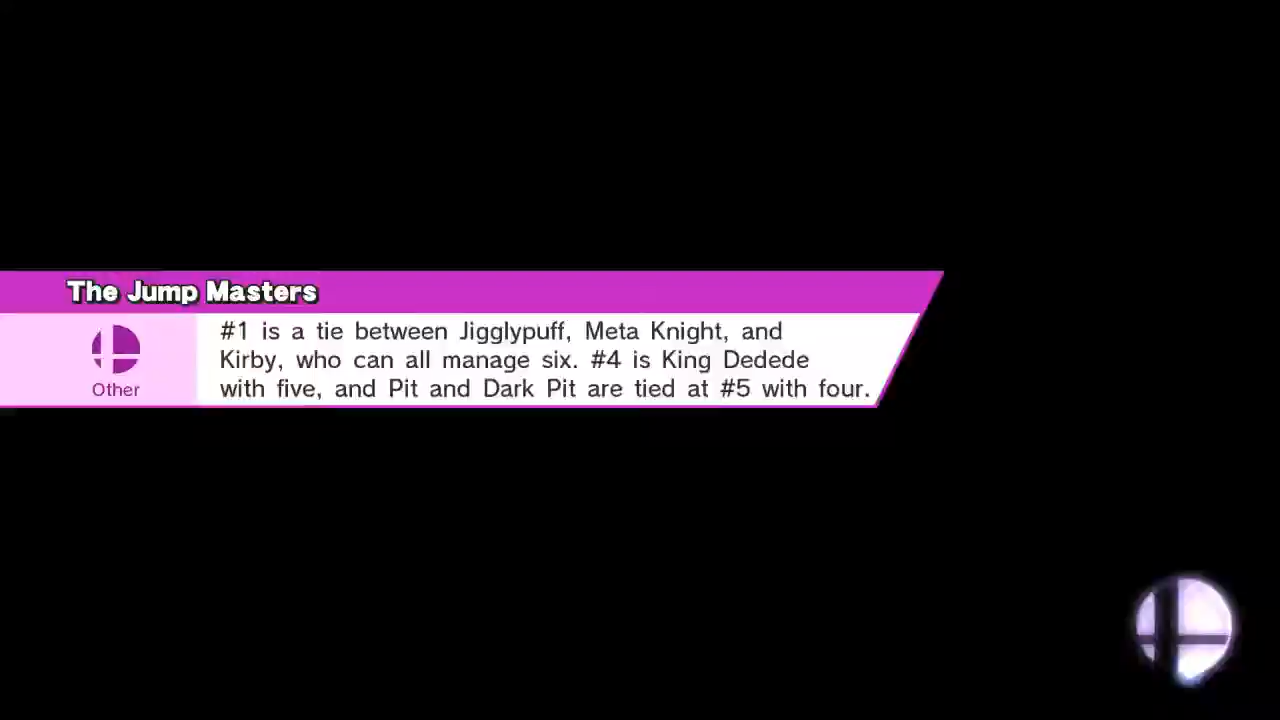 The Jump Masters
Other
#1 is a tie between Jigglypuff, Meta Knight, and
Kirby, who can all manage six. #4 is King Dedede
with five, and Pit and Dark Pit are tied at #5 with four.